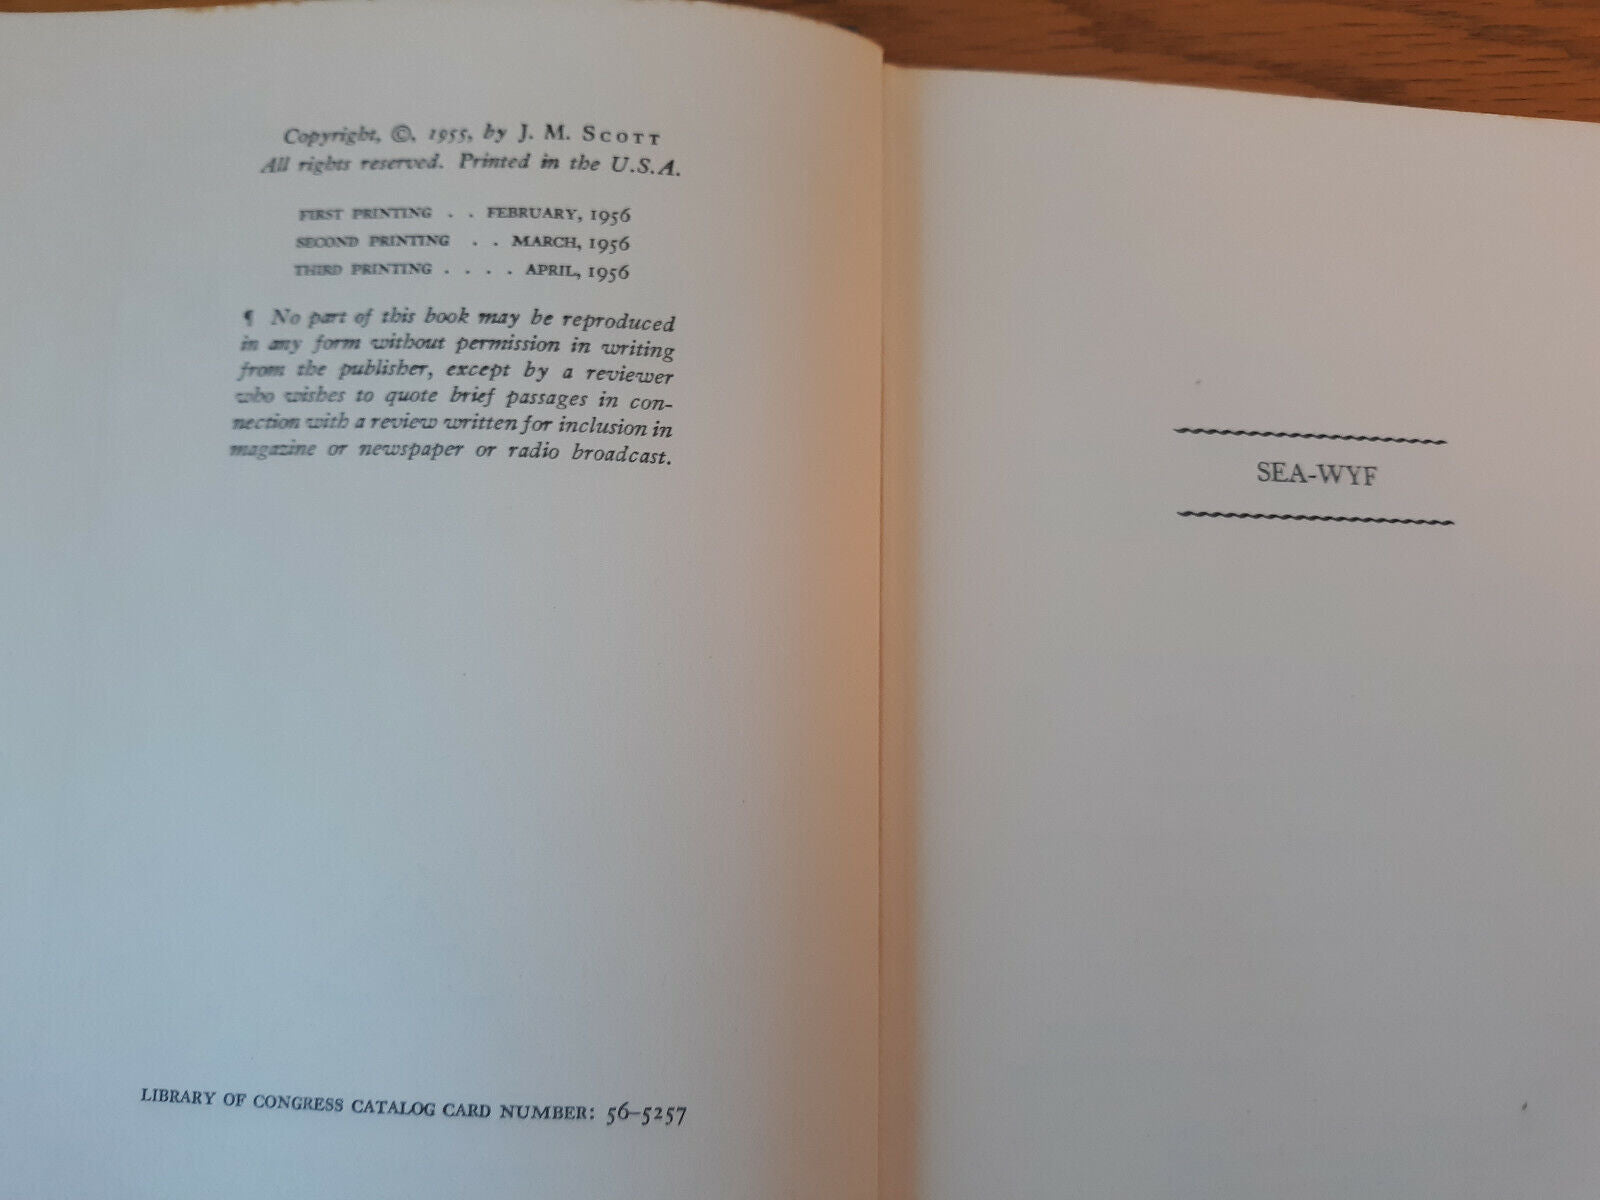 Copyright, ©, 1955, by J. M. SCOTT
All rights reserved. Printed in the U.S.A.
FIRST PRINTING . . FEBRUARY, 1956
SECOND PRINTING . . MARCH, 1956
THIRD PRINTING . . . . APRIL, 1956
¶ No part of this book may be reproduced
in any form without permission in writing
from the publisher, except by a reviewer
who wishes to quote brief passages in con-
nection with a review written for inclusion in
magazine or newspaper or radio broadcast.
LIBRARY OF CONGRESS CATALOG CARD NUMBER: 56-5257
SEA-WYF